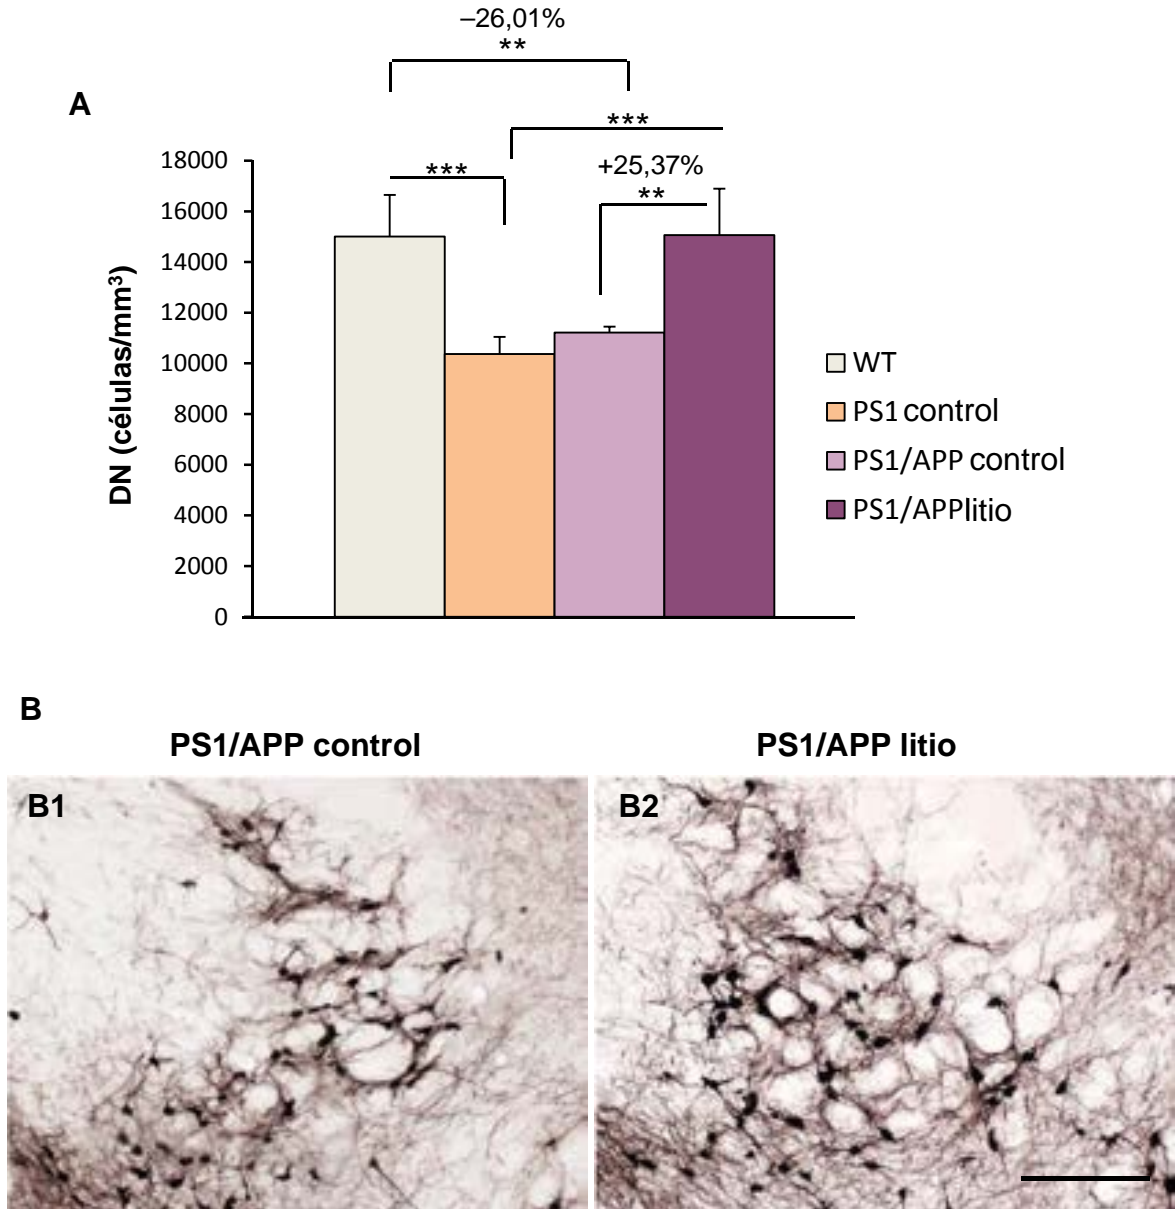 –26,01%
**
A
***
+25,37%
***
**
18000
16000
14000
12000
10000
8000
6000
4000
2000
0
DN (células/mm³)
WT
PS1 control
PS1/APP control
PS1/APPlitio
B
PS1/APP control
PS1/APP litio
B1
B2